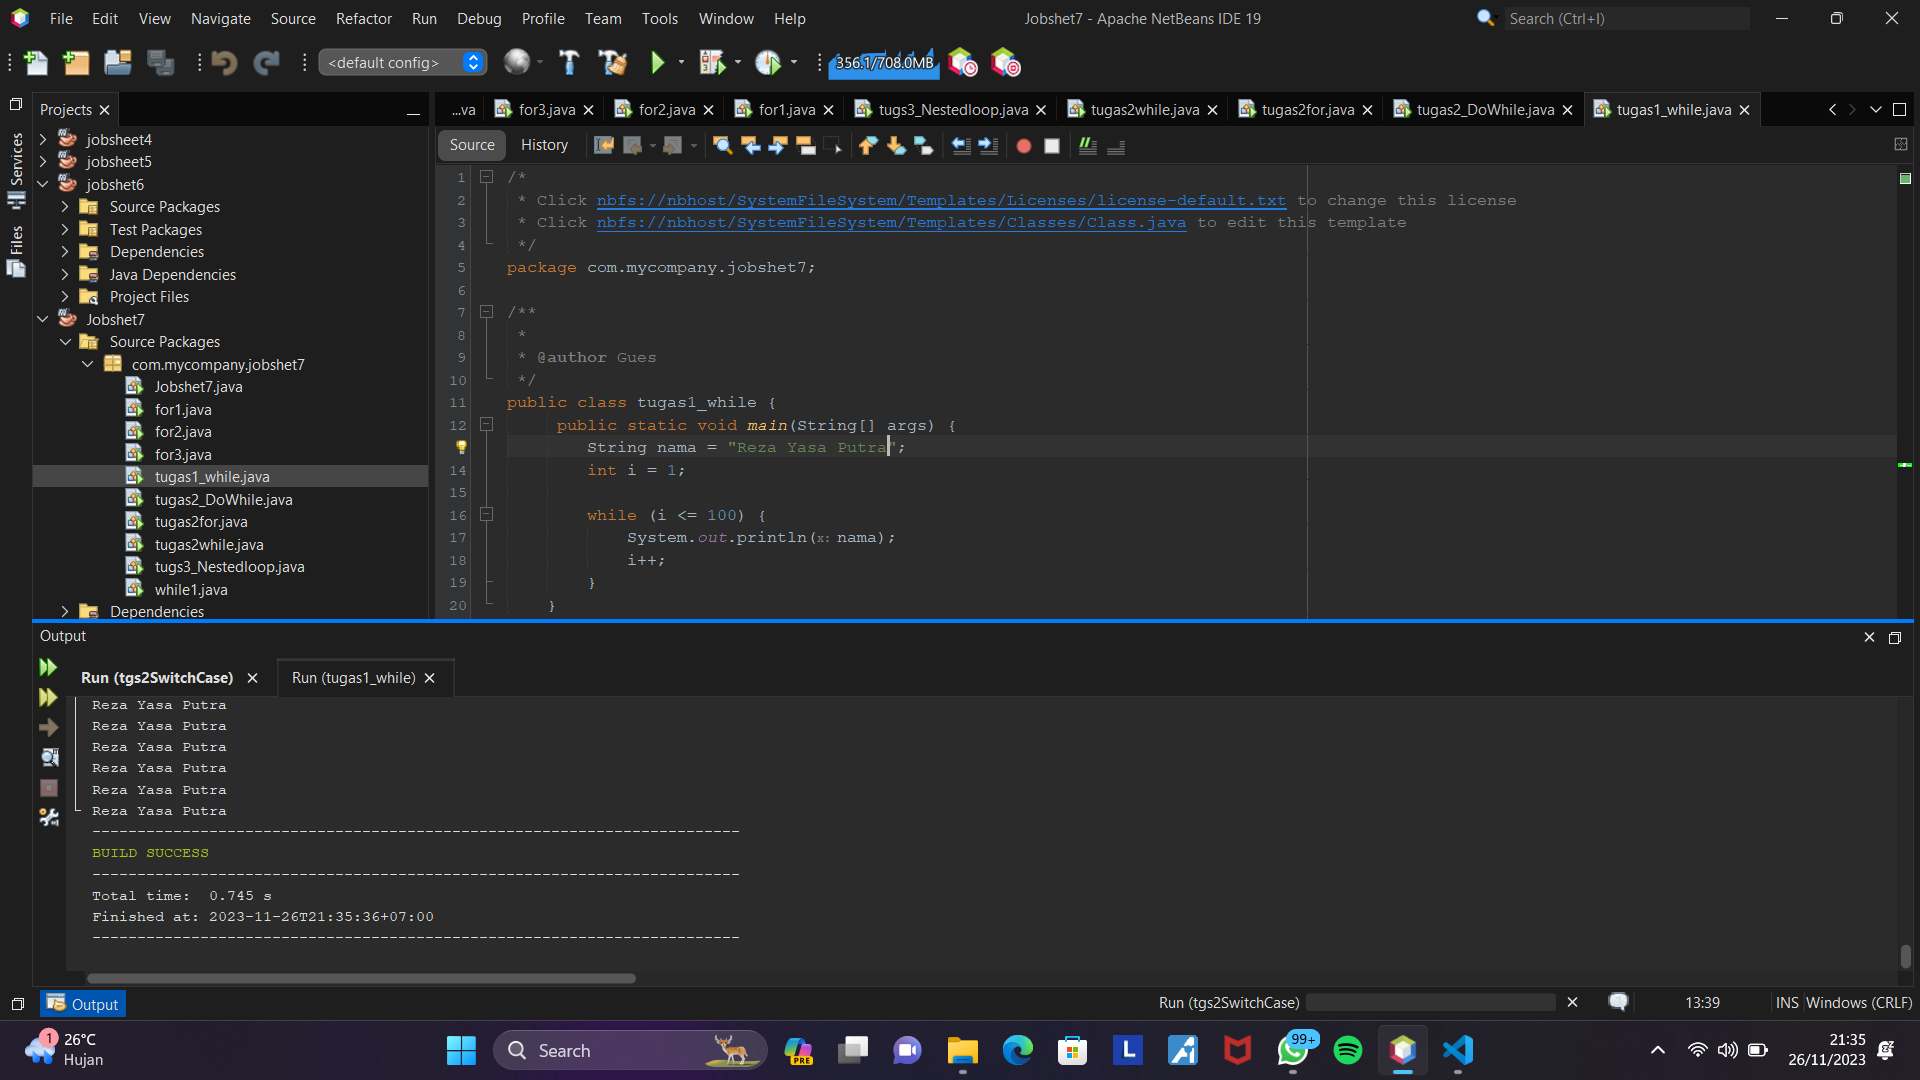 File Edit View Navigate Source Refactor Run Debug Profile Team Tools Window Help
Jobshet7 - Apache NetBeans IDE 19
Search (Ctrl+I)
<default config>
356.1/708.0MB
Projects
...va
for3.java
for2.java
for1.java
tugs3_Nestedloop.java
tugas2while.java
tugas2for.java
tugas2_DoWhile.java
tugas1_while.java
Source
History
Services
Files
jobsheet4
jobsheet5
jobshet6
Source Packages
Test Packages
Dependencies
Java Dependencies
Project Files
Jobshet7
Source Packages
com.mycompany.jobshet7
Jobshet7.java
for1.java
for2.java
for3.java
tugas1_while.java
tugas2_DoWhile.java
tugas2for.java
tugas2while.java
tugs3_Nestedloop.java
while1.java
Dependencies
1 /*
2 * Click nbfs://nbhost/SystemFileSystem/Templates/Licenses/license-default.txt to change this license
3 * Click nbfs://nbhost/SystemFileSystem/Templates/Classes/Class.java to edit this template
4 */
5 package com.mycompany.jobshet7;
6
7 /**
8 *
9 * @author Gues
10 */
11 public class tugas1_while {
12 public static void main(String[] args) {
String nama = "Reza Yasa Putra";
14 int i = 1;
15
16 while (i <= 100) {
17 System.out.println(x: nama);
18 i++;
19 }
20 }
Output
Run (tgs2SwitchCase)
Run (tugas1_while)
Reza Yasa Putra
Reza Yasa Putra
Reza Yasa Putra
Reza Yasa Putra
Reza Yasa Putra
Reza Yasa Putra
------------------------------------------------------------------------
BUILD SUCCESS
------------------------------------------------------------------------
Total time: 0.745 s
Finished at: 2023-11-26T21:35:36+07:00
------------------------------------------------------------------------
Output
Run (tgs2SwitchCase)
13:39
INS
Windows (CRLF)
1
26°C
Hujan
Search
PRE
L
99+
21:35
26/11/2023